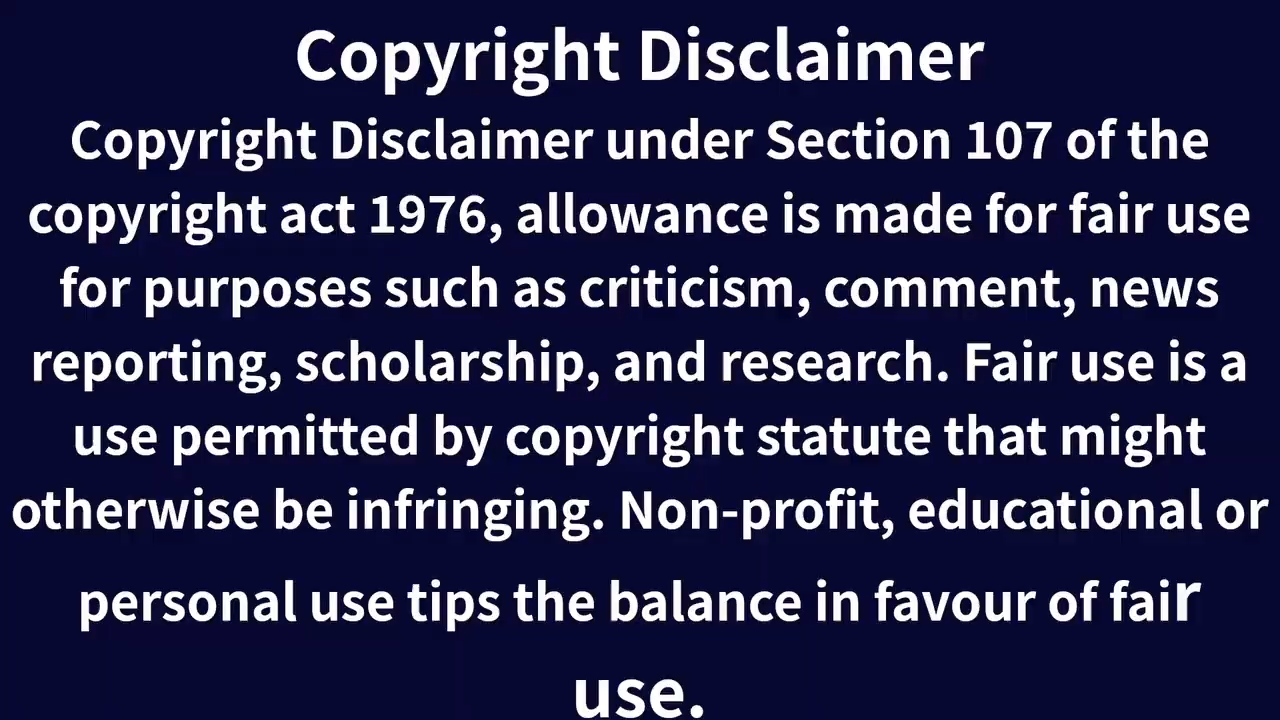 Copyright Disclaimer
Copyright Disclaimer under Section 107 of the
copyright act 1976, allowance is made for fair use
for purposes such as criticism, comment, news
reporting, scholarship, and research. Fair use is a
use permitted by copyright statute that might
otherwise be infringing. Non-profit, educational or
personal use tips the balance in favour of fair
use.